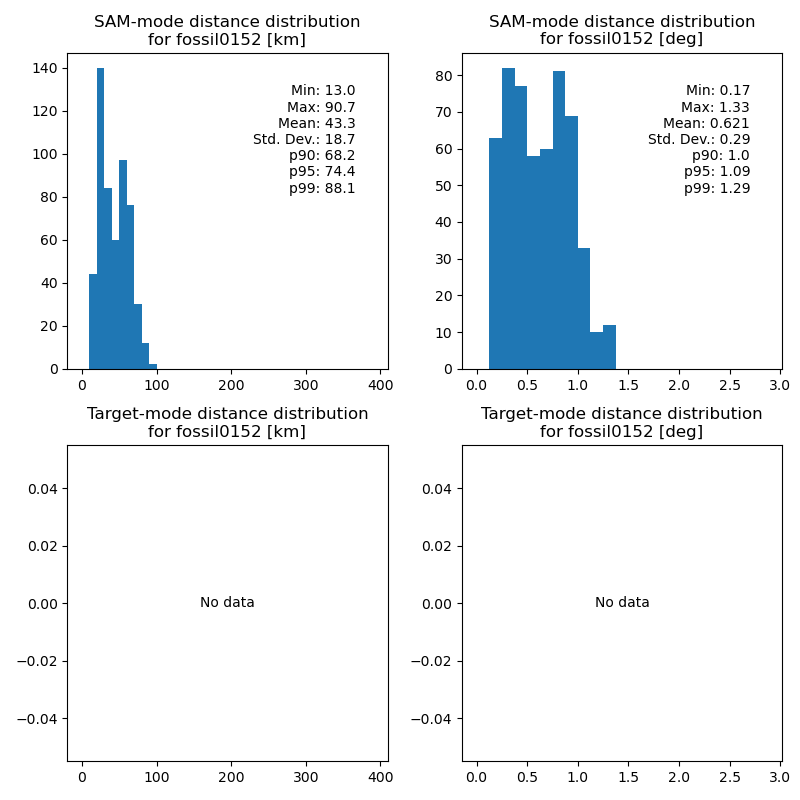 SAM-mode distance distribution
for fossil0152 [km]
140
120
100
80
60
40
20
0
Min: 13.0
Max: 90.7
Mean: 43.3
Std. Dev.: 18.7
p90: 68.2
p95: 74.4
p99: 88.1
0 100 200 300 400
SAM-mode distance distribution
for fossil0152 [deg]
80
70
60
50
40
30
20
10
0
Min: 0.17
Max: 1.33
Mean: 0.621
Std. Dev.: 0.29
p90: 1.0
p95: 1.09
p99: 1.29
0.0 0.5 1.0 1.5 2.0 2.5 3.0
Target-mode distance distribution
for fossil0152 [km]
0.04
0.02
0.00
−0.02
−0.04
No data
0 100 200 300 400
Target-mode distance distribution
for fossil0152 [deg]
0.04
0.02
0.00
−0.02
−0.04
No data
0.0 0.5 1.0 1.5 2.0 2.5 3.0